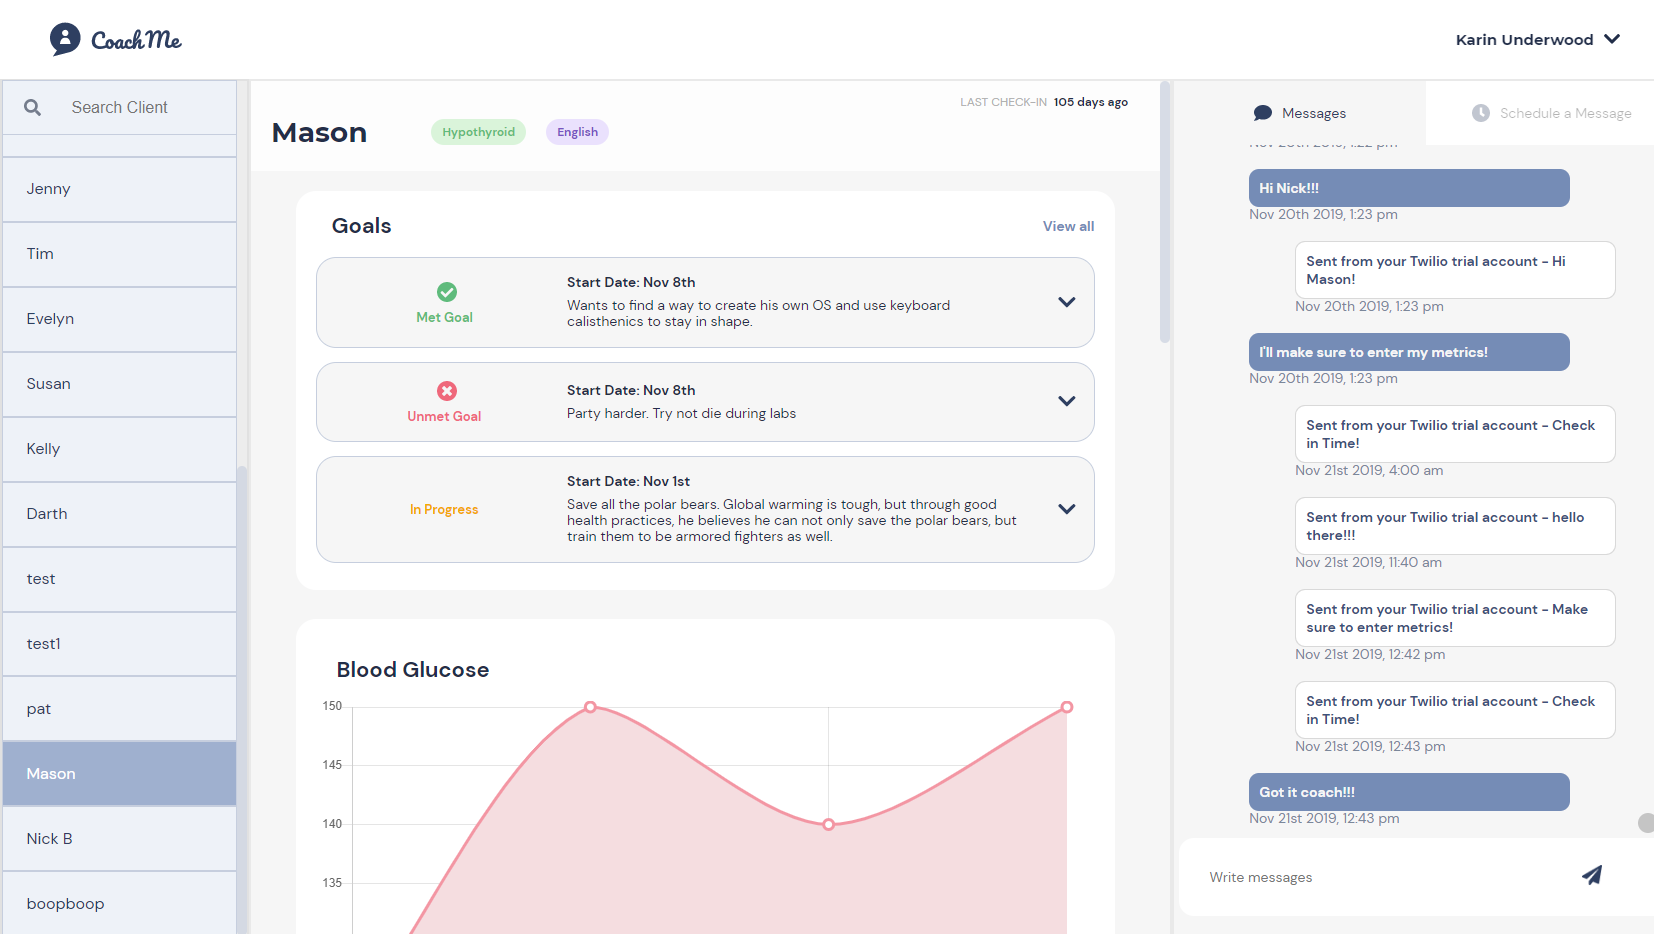 CoachMe
Karin Underwood
Search Client
Jenny
Tim
Evelyn
Susan
Kelly
Darth
test
test1
pat
Mason
Nick B
boopboop
LAST CHECK-IN 105 days ago
Mason
Hypothyroid
English
Goals
View all
Met Goal
Start Date: Nov 8th
Wants to find a way to create his own OS and use keyboard
calisthenics to stay in shape.
Unmet Goal
Start Date: Nov 8th
Party harder. Try not die during labs
In Progress
Start Date: Nov 1st
Save all the polar bears. Global warming is tough, but through good
health practices, he believes he can not only save the polar bears, but
train them to be armored fighters as well.
Blood Glucose
150
145
140
135
Messages
Schedule a Message
Nov 20th 2019, 1:22 pm
Hi Nick!!!
Nov 20th 2019, 1:23 pm
Sent from your Twilio trial account - Hi
Mason!
Nov 20th 2019, 1:23 pm
I'll make sure to enter my metrics!
Nov 20th 2019, 1:23 pm
Sent from your Twilio trial account - Check
in Time!
Nov 21st 2019, 4:00 am
Sent from your Twilio trial account - hello
there!!!
Nov 21st 2019, 11:40 am
Sent from your Twilio trial account - Make
sure to enter metrics!
Nov 21st 2019, 12:42 pm
Sent from your Twilio trial account - Check
in Time!
Nov 21st 2019, 12:43 pm
Got it coach!!!
Nov 21st 2019, 12:43 pm
Write messages